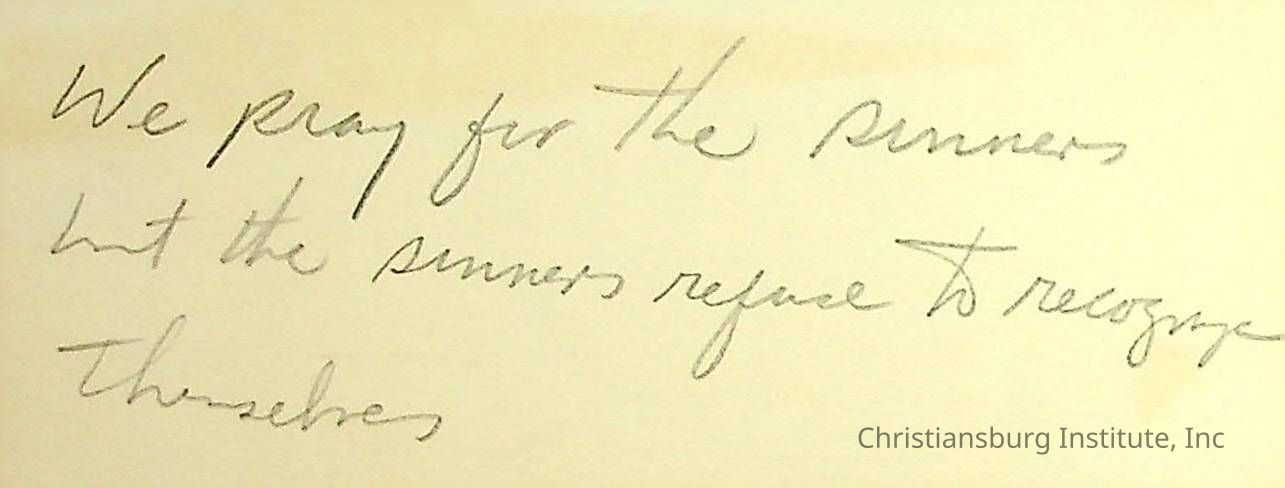 We pray for the sinners
but the sinners refuse to recognize
themselves
Christiansburg Institute, Inc